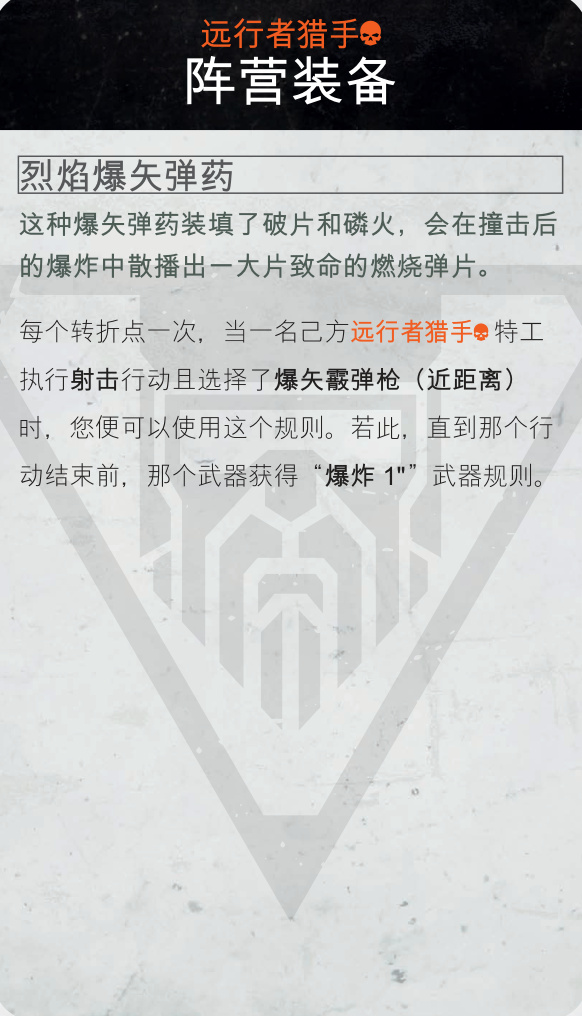 远行者猎手
阵营装备
烈焰爆矢弹药
这种爆矢弹药装填了破片和磷火，会在撞击后
的爆炸中散播出一大片致命的燃烧弹片。
每个转折点一次，当一名己方远行者猎手特工
执行射击行动且选择了爆矢霰弹枪（近距离）
时，您便可以使用这个规则。若此，直到那个行
动结束前，那个武器获得“爆炸 1"”武器规则。